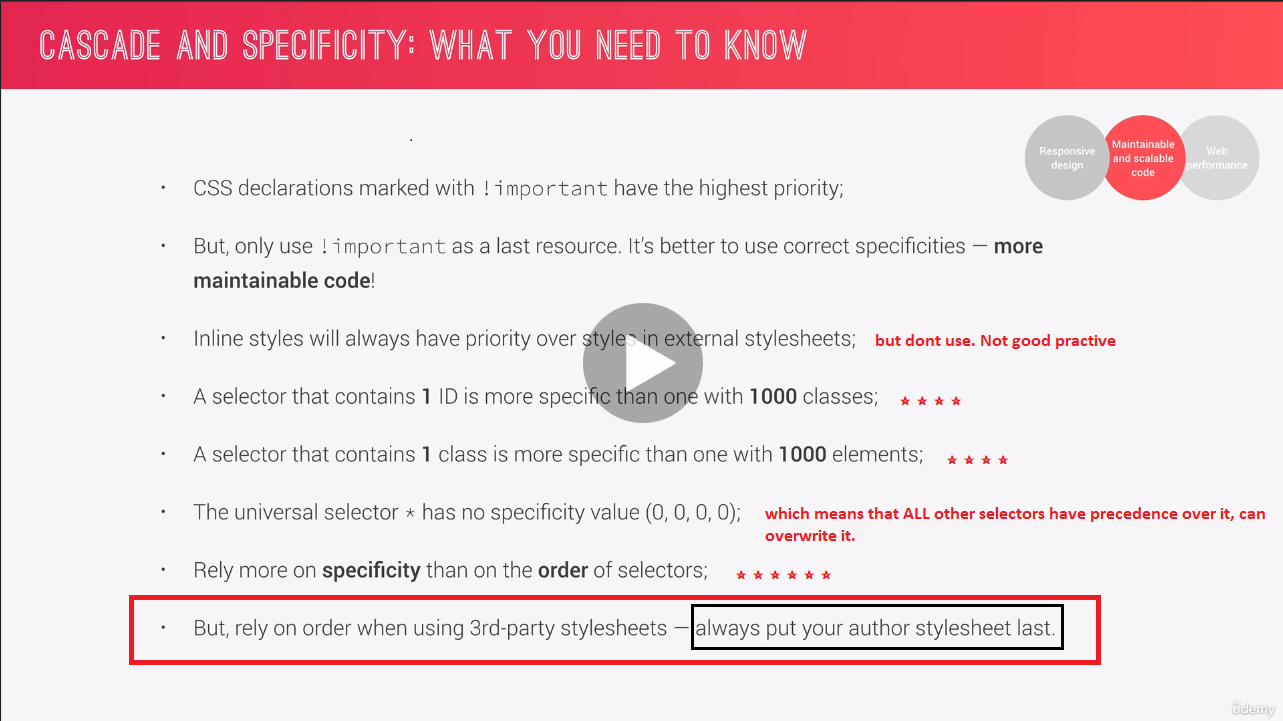 CASCADE AND SPECIFICITY: WHAT YOU NEED TO KNOW
Responsive
design
Maintainable
and scalable
code
Web
performance
• CSS declarations marked with !important have the highest priority;
• But, only use !important as a last resource. It’s better to use correct specificities — more
maintainable code!
• Inline styles will always have priority over styles in external stylesheets; but dont use. Not good practive
• A selector that contains 1 ID is more specific than one with 1000 classes; ★ ★ ★ ★
• A selector that contains 1 class is more specific than one with 1000 elements; ★ ★ ★ ★
• The universal selector * has no specificity value (0, 0, 0, 0); which means that ALL other selectors have precedence over it, can
overwrite it.
• Rely more on specificity than on the order of selectors; ★ ★ ★ ★ ★ ★
• But, rely on order when using 3rd-party stylesheets — always put your author stylesheet last.
ûdemy